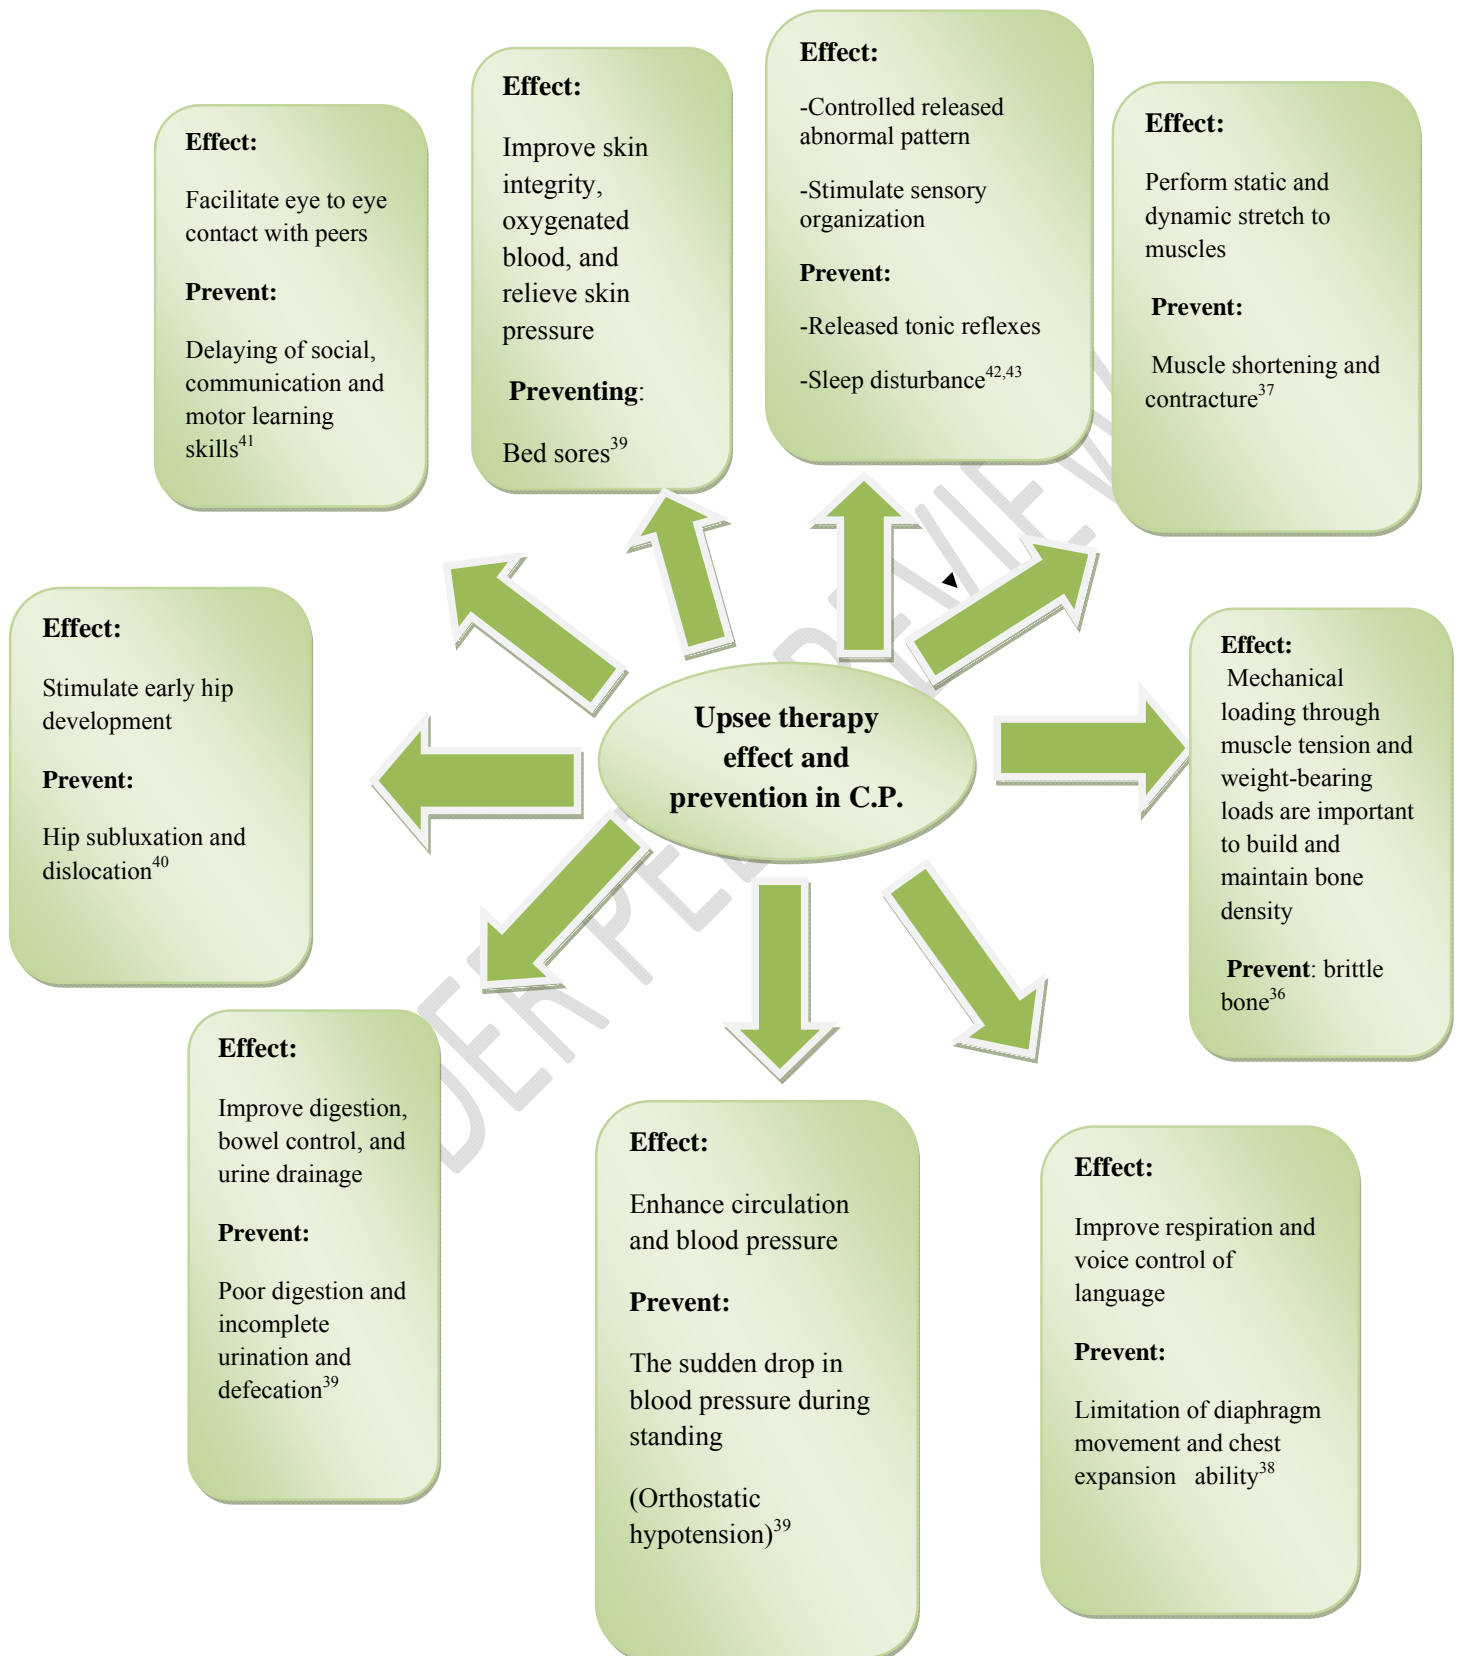 Effect:
Facilitate eye to eye
contact with peers
Prevent:
Delaying of social,
communication and
motor learning
skills41
Effect:
Improve skin
integrity,
oxygenated
blood, and
relieve skin
pressure
Preventing:
Bed sores39
Effect:
-Controlled released
abnormal pattern
-Stimulate sensory
organization
Prevent:
-Released tonic reflexes
-Sleep disturbance42,43
Effect:
Perform static and
dynamic stretch to
muscles
Prevent:
Muscle shortening and
contracture37
Effect:
Stimulate early hip
development
Prevent:
Hip subluxation and
dislocation40
Upsee therapy
effect and
prevention in C.P.
Effect:
Mechanical
loading through
muscle tension and
weight-bearing
loads are important
to build and
maintain bone
density
Prevent: brittle
bone36
Effect:
Improve digestion,
bowel control, and
urine drainage
Prevent:
Poor digestion and
incomplete
urination and
defecation39
Effect:
Enhance circulation
and blood pressure
Prevent:
The sudden drop in
blood pressure during
standing
(Orthostatic
hypotension)39
Effect:
Improve respiration and
voice control of
language
Prevent:
Limitation of diaphragm
movement and chest
expansion ability38